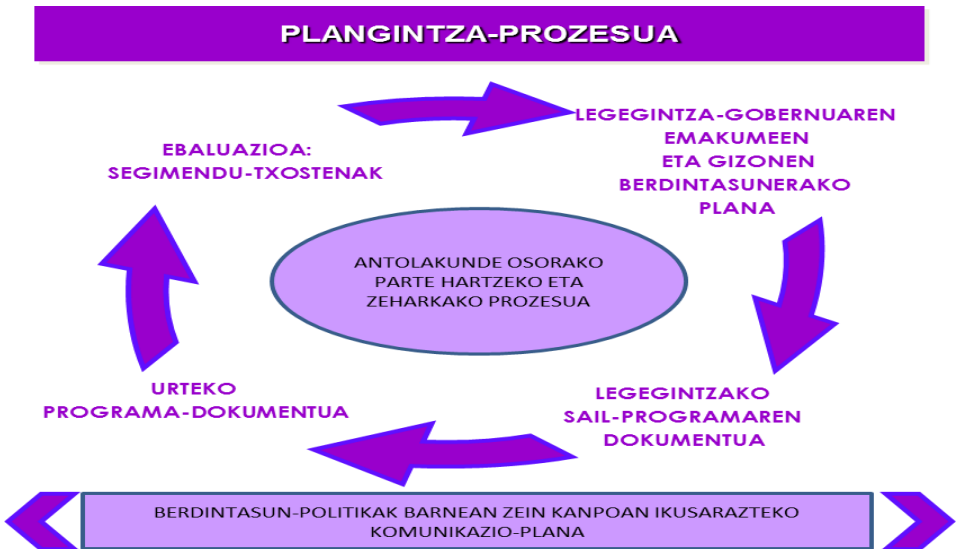 PLANGINTZA-PROZESUA
LEGEGINTZA-GOBERNUAREN
EMAKUMEEN
ETA GIZONEN
BERDINTASUNERAKO
PLANA
EBALUAZIOA:
SEGIMENDU-TXOSTENAK
ANTOLAKUNDE OSORAKO
PARTE HARTZEKO ETA
ZEHARKAKO PROZESUA
URTEKO
PROGRAMA-DOKUMENTUA
LEGEGINTZAKO
SAIL-PROGRAMAREN
DOKUMENTUA
BERDINTASUN-POLITIKAK BARNEAN ZEIN KANPOAN IKUSARAZTEKO
KOMUNIKAZIO-PLANA